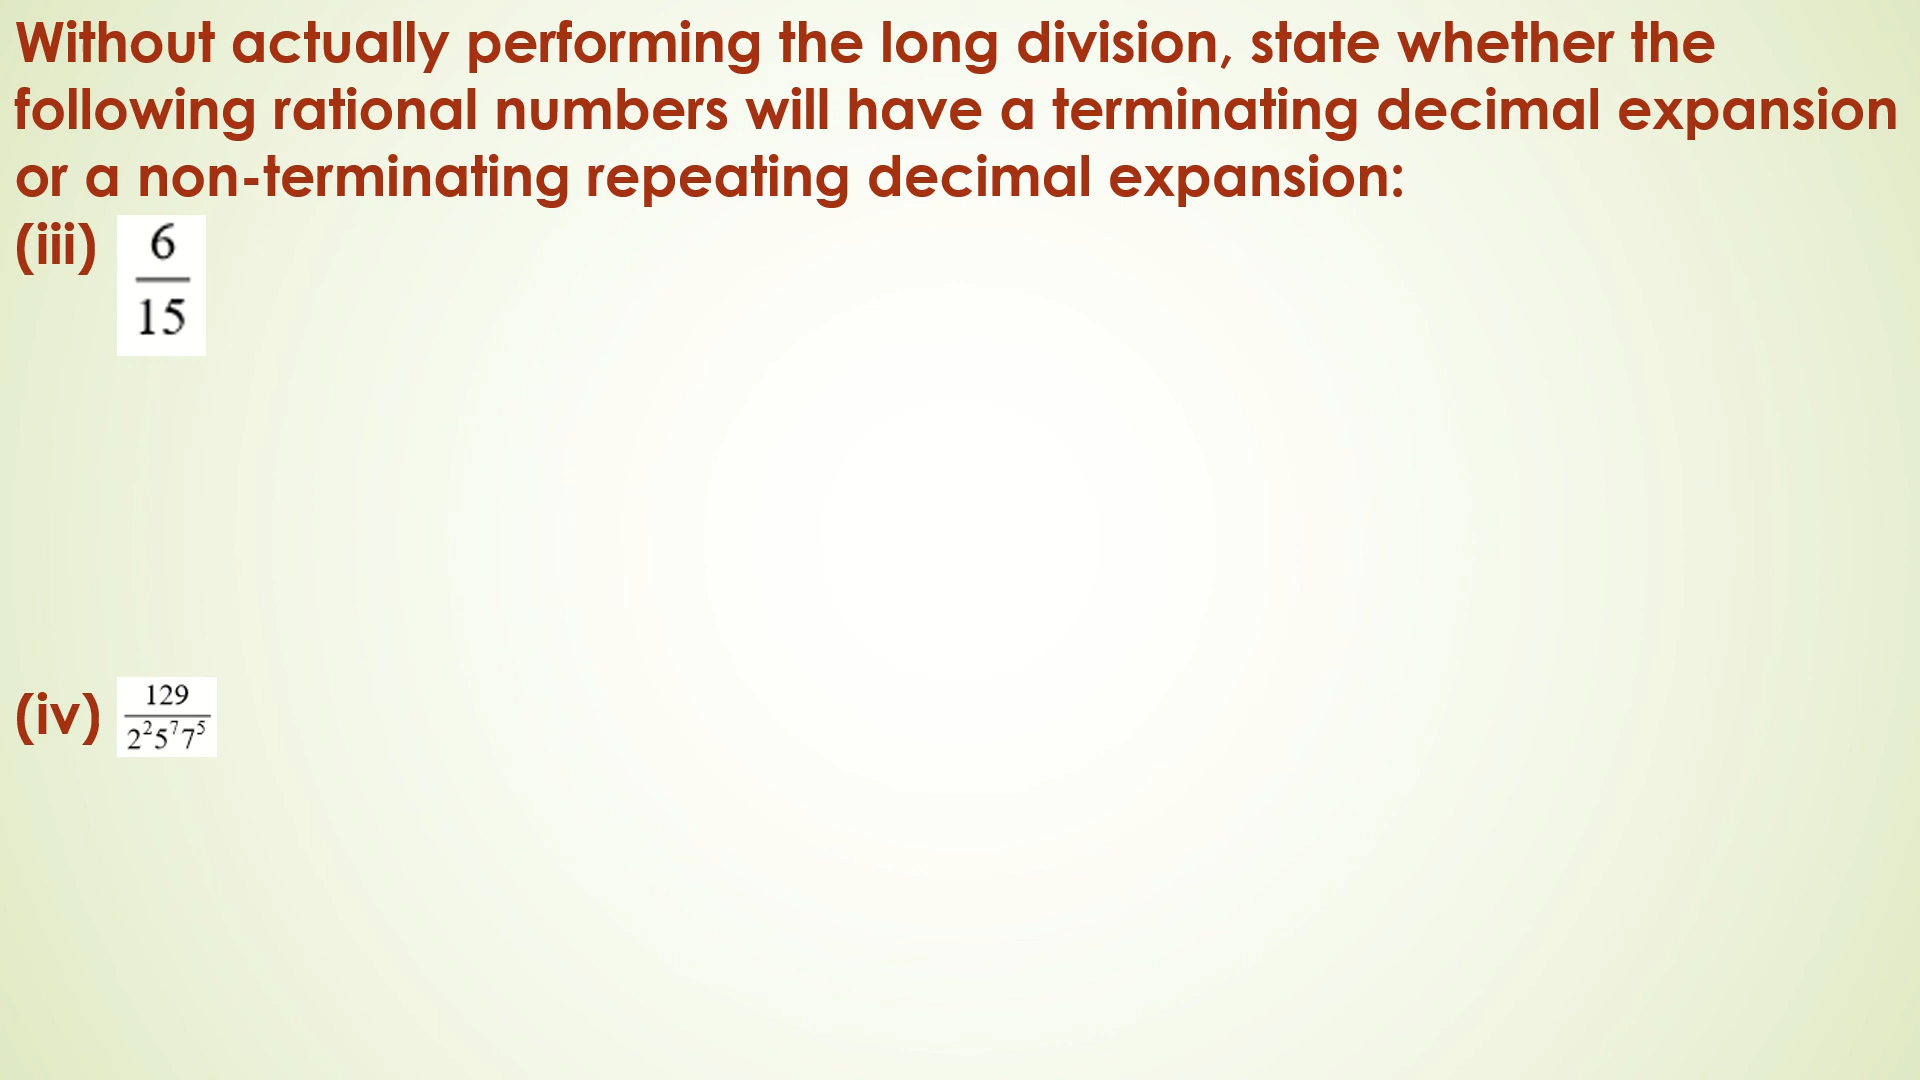 Without actually performing the long division, state whether the
following rational numbers will have a terminating decimal expansion
or a non-terminating repeating decimal expansion:
(iii) 6/15
(iv) 129/2²5⁷7⁵